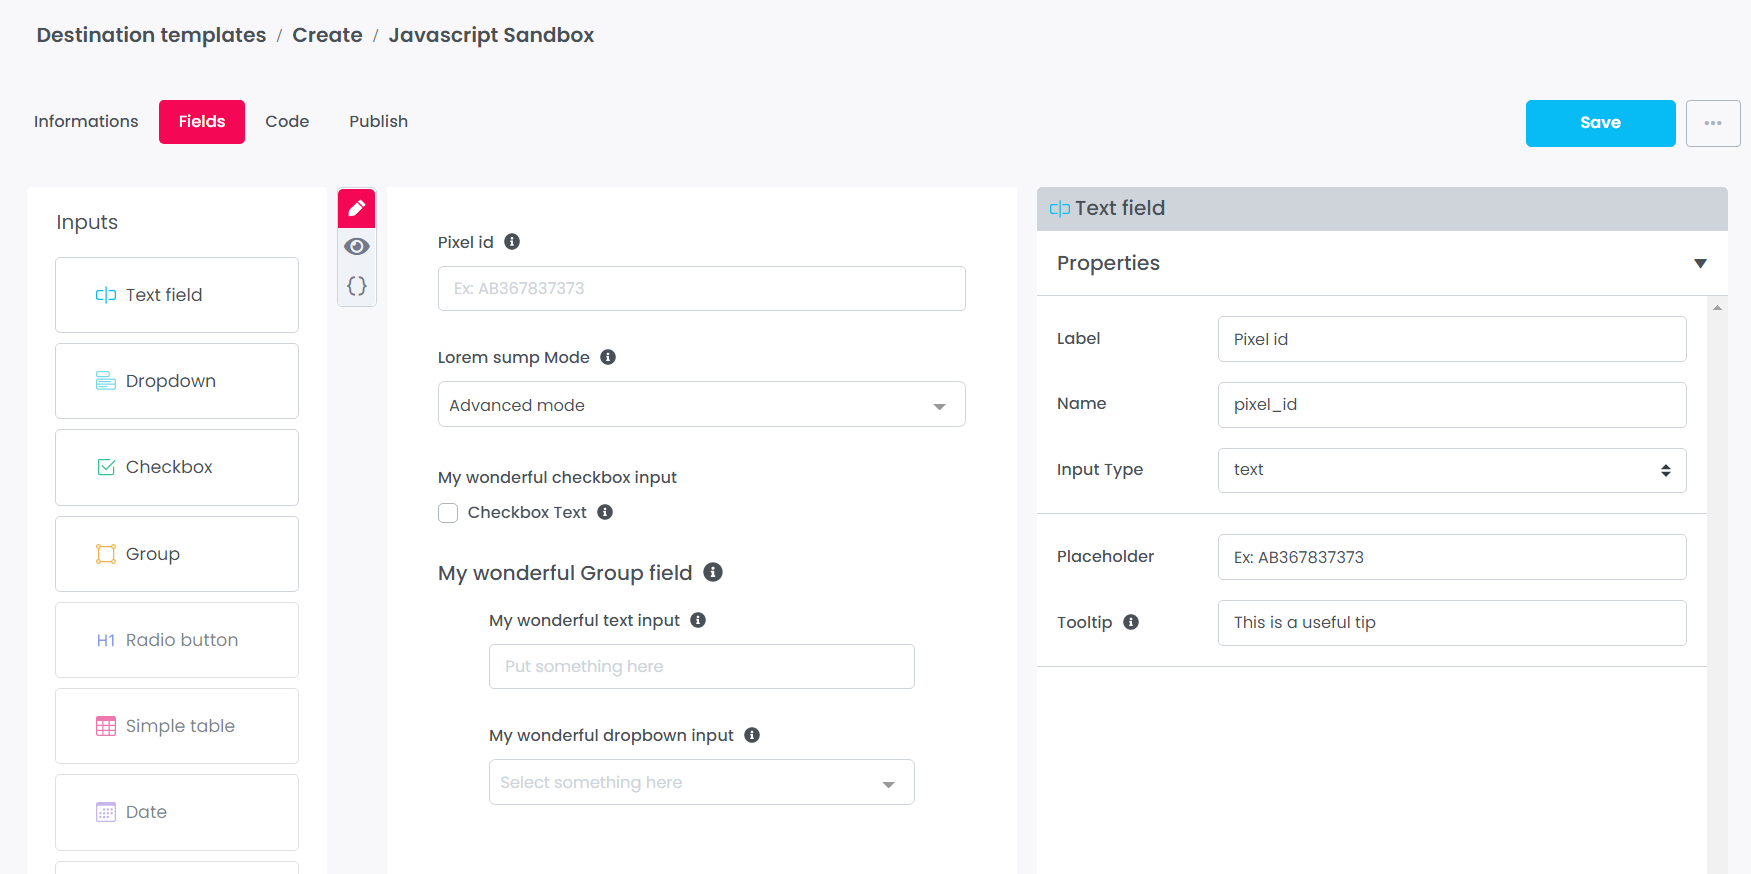 Destination templates / Create / Javascript Sandbox
Informations
Fields
Code
Publish
Save
Inputs
Text field
Dropdown
Checkbox
Group
H1 Radio button
Simple table
Date
Pixel id
Ex: AB367837373
Lorem sump Mode
Advanced mode
My wonderful checkbox input
Checkbox Text
My wonderful Group field
My wonderful text input
Put something here
My wonderful dropbown input
Select something here
Text field
Properties
Label
Pixel id
Name
pixel_id
Input Type
text
Placeholder
Ex: AB367837373
Tooltip
This is a useful tip